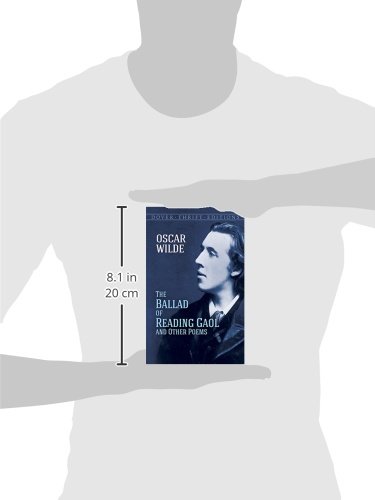 DOVER · THRIFT · EDITIONS
OSCAR
WILDE
8.1 in
20 cm
THE
BALLAD
OF
READING GAOL
AND OTHER POEMS